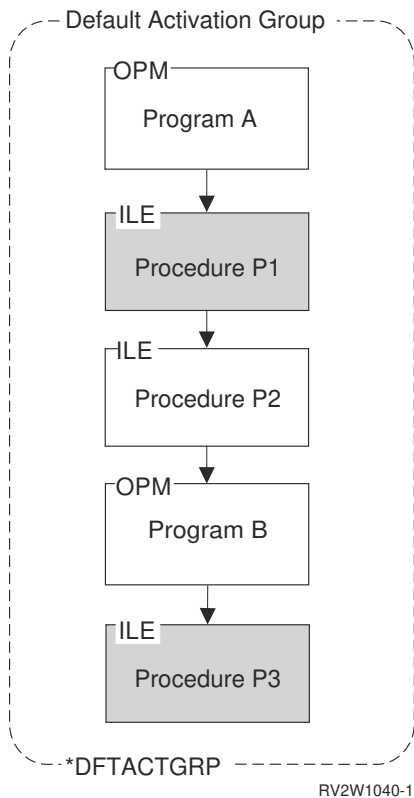 Default Activation Group
OPM
Program A
ILE
Procedure P1
ILE
Procedure P2
OPM
Program B
ILE
Procedure P3
*DFTACTGRP
RV2W1040-1